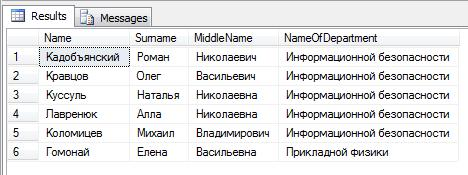 Results Messages
Name Surname MiddleName NameOfDepartment
1 Кадобъянский Роман Николаевич Информационной безопасности
2 Кравцов Олег Васильевич Информационной безопасности
3 Куссуль Наталья Николаевна Информационной безопасности
4 Лавренюк Алла Николаевна Информационной безопасности
5 Коломицев Михаил Владимирович Информационной безопасности
6 Гомонай Елена Васильевна Прикладной физики